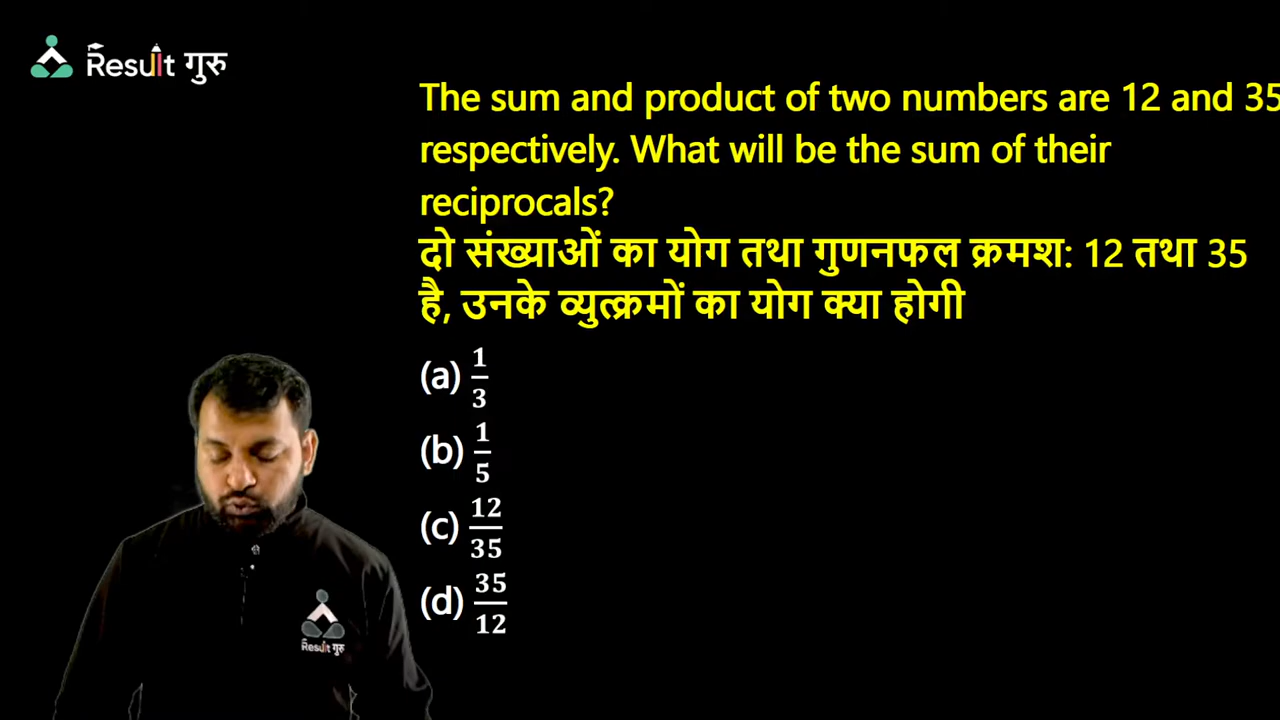 Result गुरु
The sum and product of two numbers are 12 and 35
respectively. What will be the sum of their
reciprocals?
दो संख्याओं का योग तथा गुणनफल क्रमश: 12 तथा 35
है, उनके व्युत्क्रमों का योग क्या होगी
(a) 1/3
(b) 1/5
(c) 12/35
(d) 35/12
Result गुरु